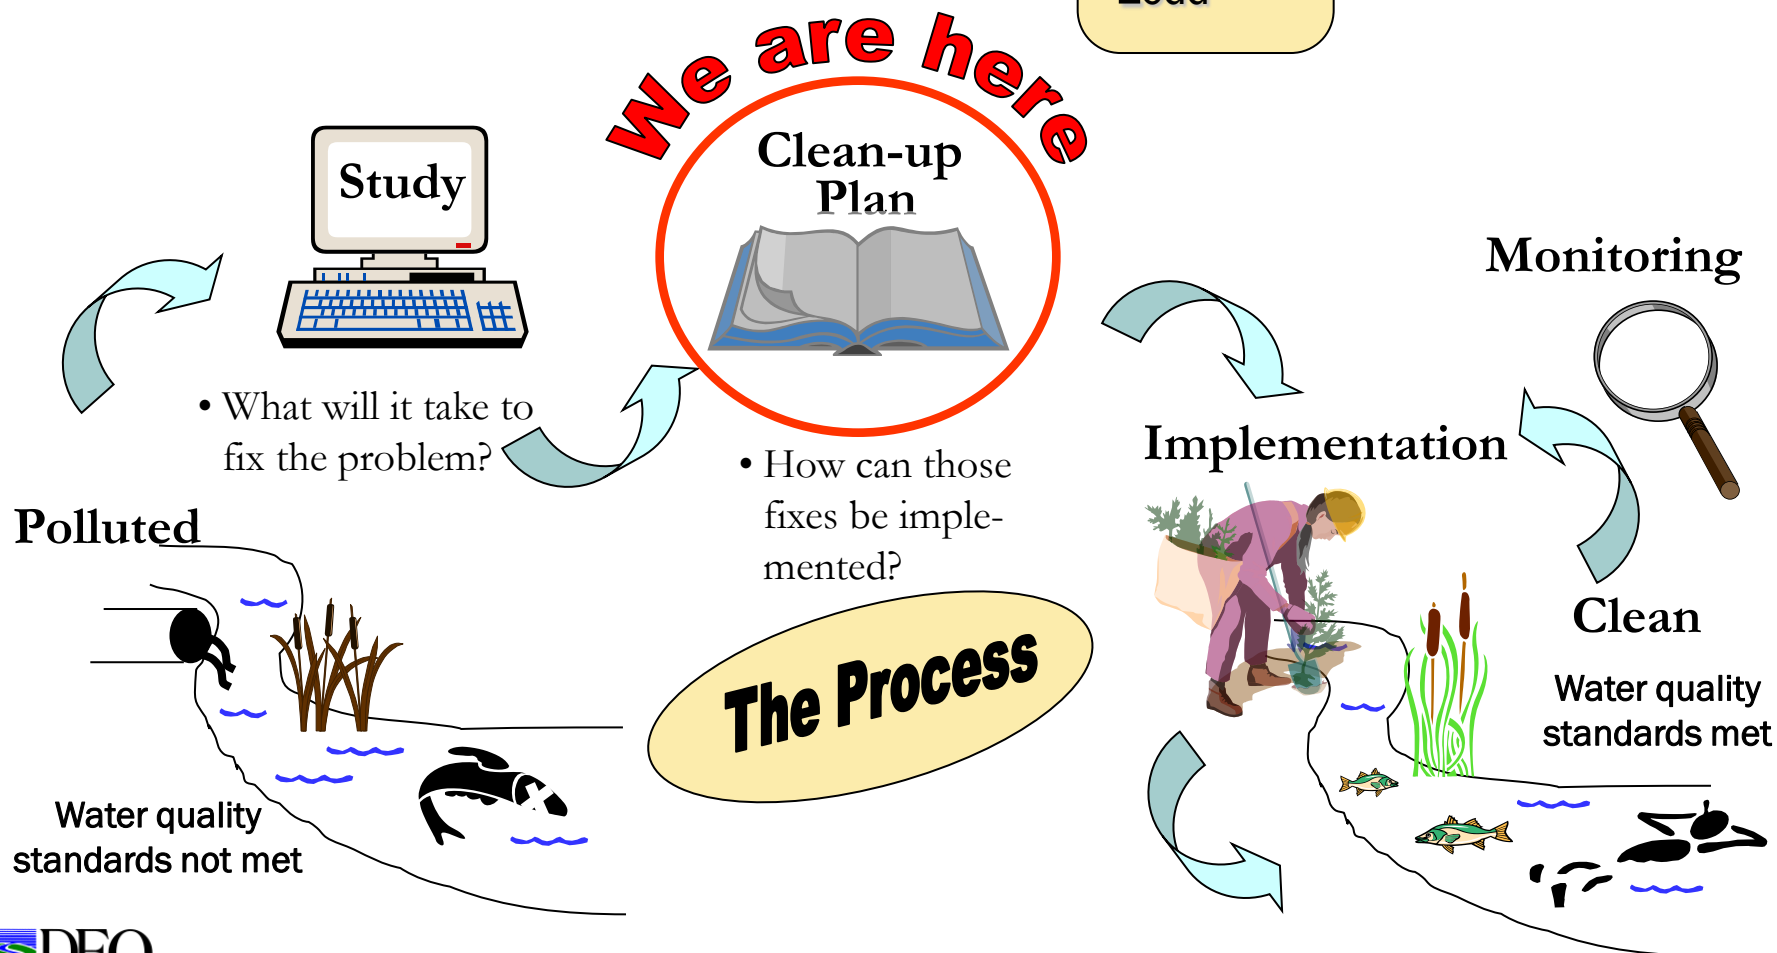 We are here
Study
Clean-up
Plan
Monitoring
• What will it take to
fix the problem?
Implementation
• How can those
fixes be imple-
mented?
Polluted
The Process
Clean
Water quality
standards met
Water quality
standards not met
DEQ